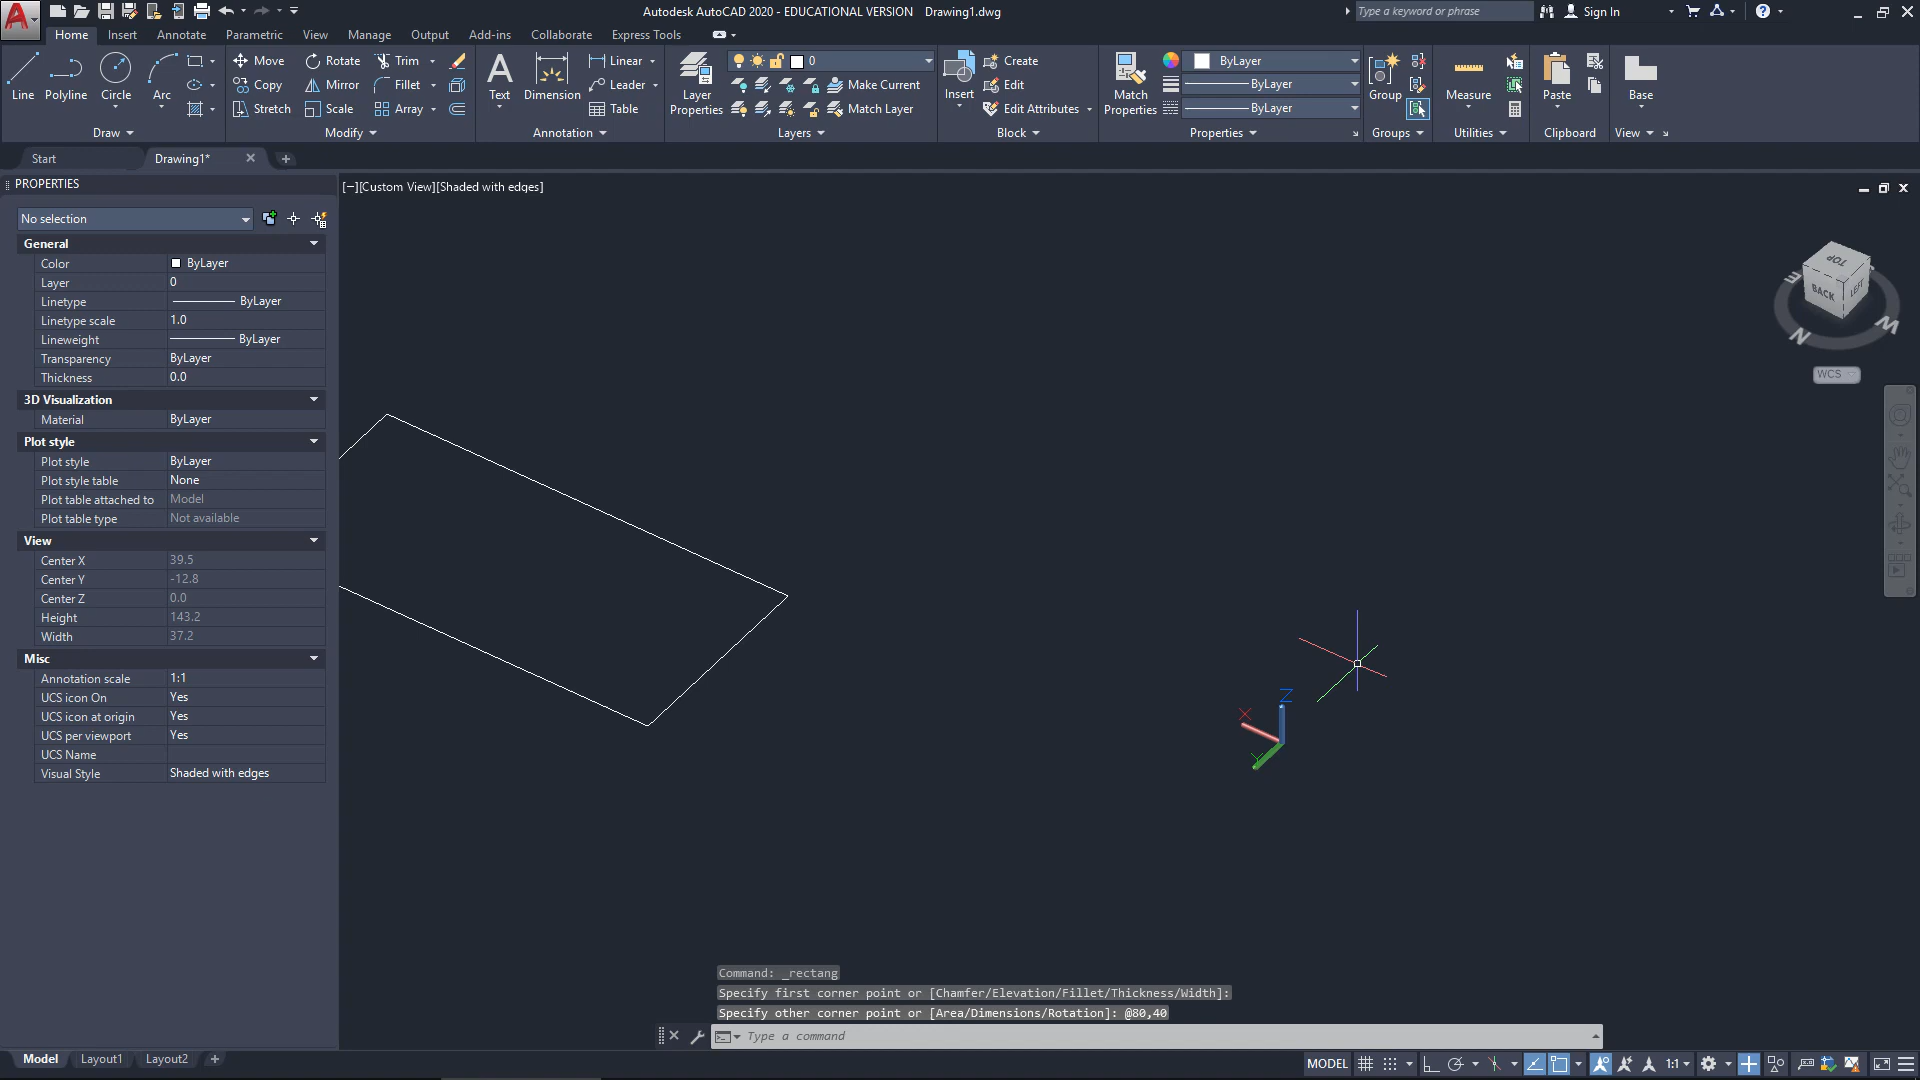 Autodesk AutoCAD 2020 - EDUCATIONAL VERSION Drawing1.dwg
Type a keyword or phrase
Sign In
Home Insert Annotate Parametric View Manage Output Add-ins Collaborate Express Tools
Line Polyline Circle Arc
Draw
Move Rotate Trim
Copy Mirror Fillet
Stretch Scale Array
Modify
Text Dimension
Linear
Leader
Table
Annotation
Layer Properties
0
Make Current
Match Layer
Layers
Insert
Create
Edit
Edit Attributes
Block
Match Properties
ByLayer
ByLayer
ByLayer
Properties
Group
Groups
Measure
Utilities
Paste
Clipboard
Base
View
Start Drawing1*
PROPERTIES
No selection
General
Color ByLayer
Layer 0
Linetype ByLayer
Linetype scale 1.0
Lineweight ByLayer
Transparency ByLayer
Thickness 0.0
3D Visualization
Material ByLayer
Plot style
Plot style ByLayer
Plot style table None
Plot table attached to Model
Plot table type Not available
View
Center X 39.5
Center Y -12.8
Center Z 0.0
Height 143.2
Width 37.2
Misc
Annotation scale 1:1
UCS icon On Yes
UCS icon at origin Yes
UCS per viewport Yes
UCS Name
Visual Style Shaded with edges
[−][Custom View][Shaded with edges]
TOP
BACK
LEFT
E
N
W
WCS
Z
X
Y
Command: _rectang
Specify first corner point or [Chamfer/Elevation/Fillet/Thickness/Width]:
Specify other corner point or [Area/Dimensions/Rotation]: @80,40
Type a command
Model Layout1 Layout2
MODEL
1:1